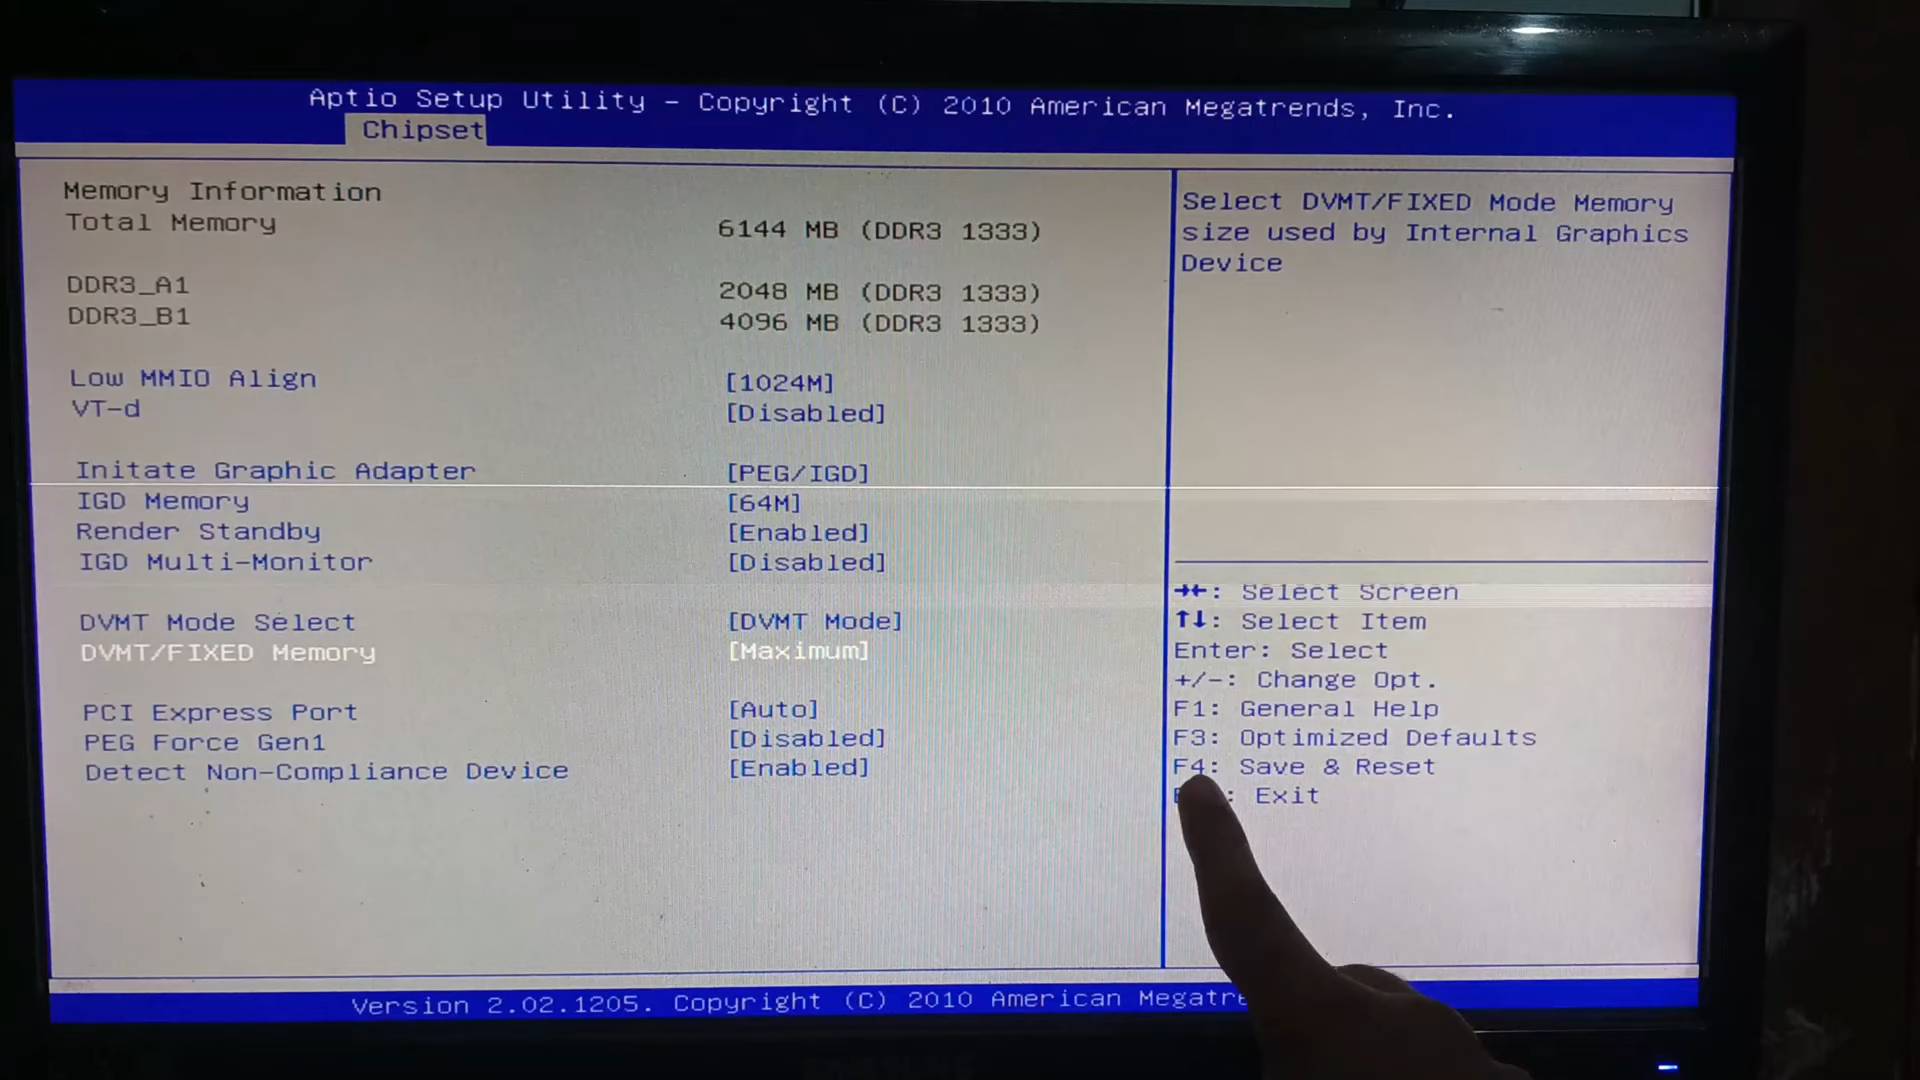 Aptio Setup Utility - Copyright (C) 2010 American Megatrends, Inc.
Chipset
Memory Information
Total Memory 6144 MB (DDR3 1333)
DDR3_A1 2048 MB (DDR3 1333)
DDR3_B1 4096 MB (DDR3 1333)
Low MMIO Align [1024M]
VT-d [Disabled]
Initate Graphic Adapter [PEG/IGD]
IGD Memory [64M]
Render Standby [Enabled]
IGD Multi-Monitor [Disabled]
DVMT Mode Select [DVMT Mode]
DVMT/FIXED Memory [Maximum]
PCI Express Port [Auto]
PEG Force Gen1 [Disabled]
Detect Non-Compliance Device [Enabled]
Select DVMT/FIXED Mode Memory
size used by Internal Graphics
Device
→←: Select Screen
↑↓: Select Item
Enter: Select
+/-: Change Opt.
F1: General Help
F3: Optimized Defaults
F4: Save & Reset
: Exit
Version 2.02.1205. Copyright (C) 2010 American